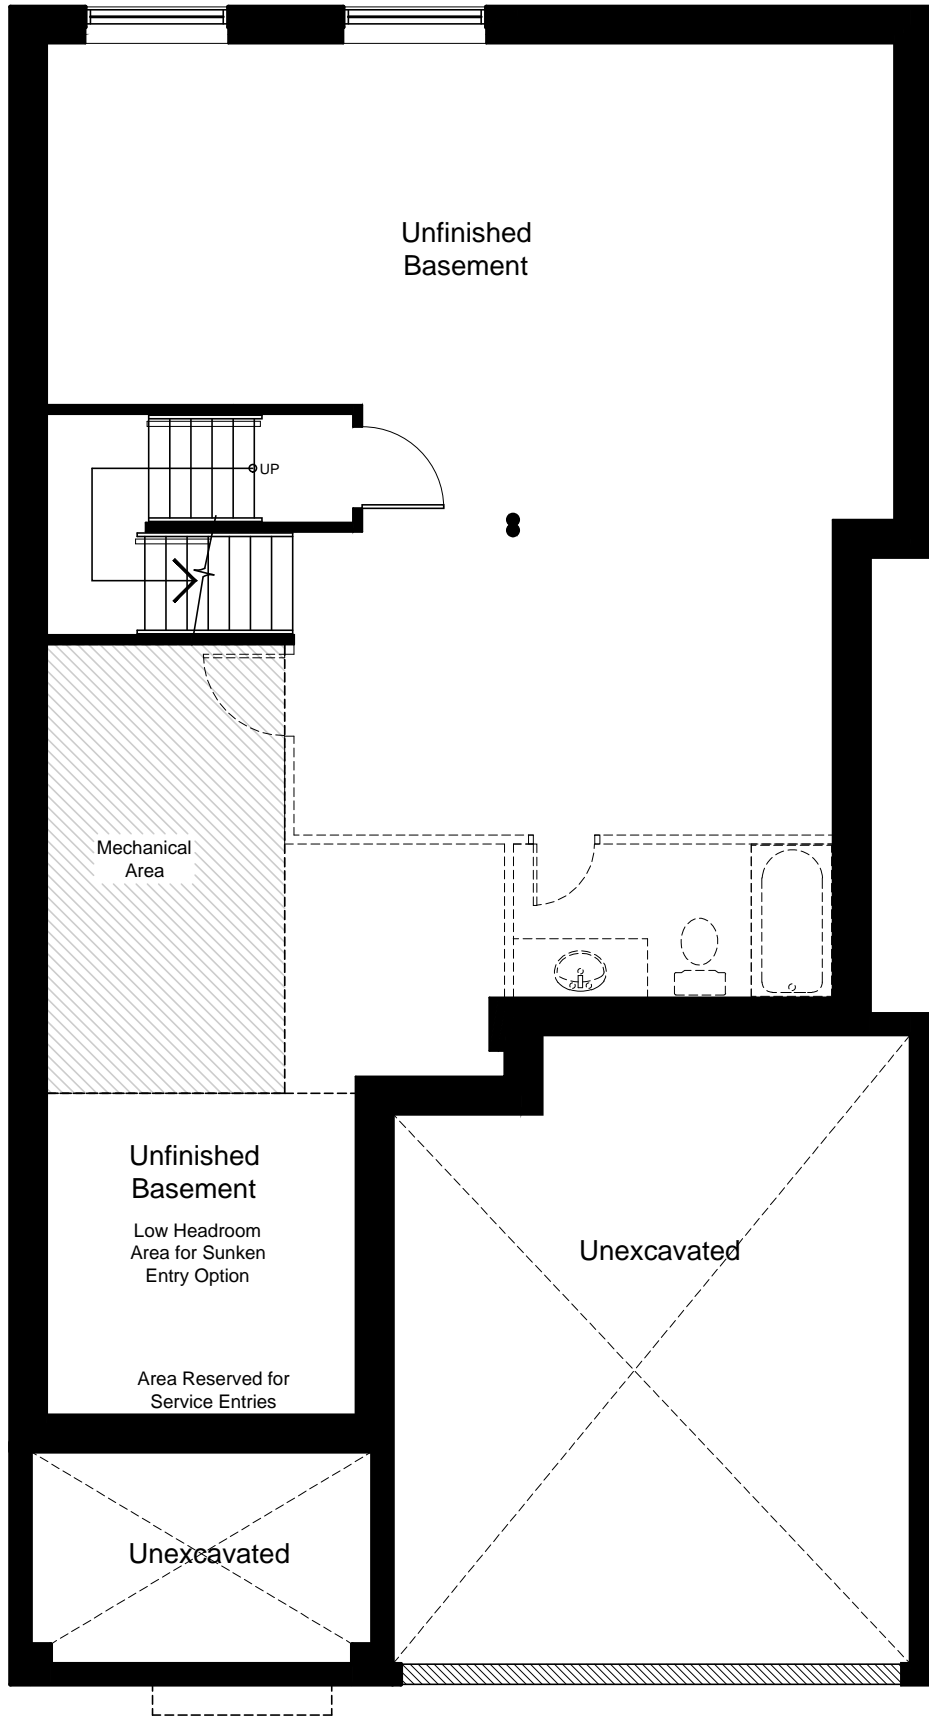 Unfinished
Basement
UP
Mechanical
Area
Unfinished
Basement
Low Headroom
Area for Sunken
Entry Option
Unexcavated
Area Reserved for
Service Entries
Unexcavated